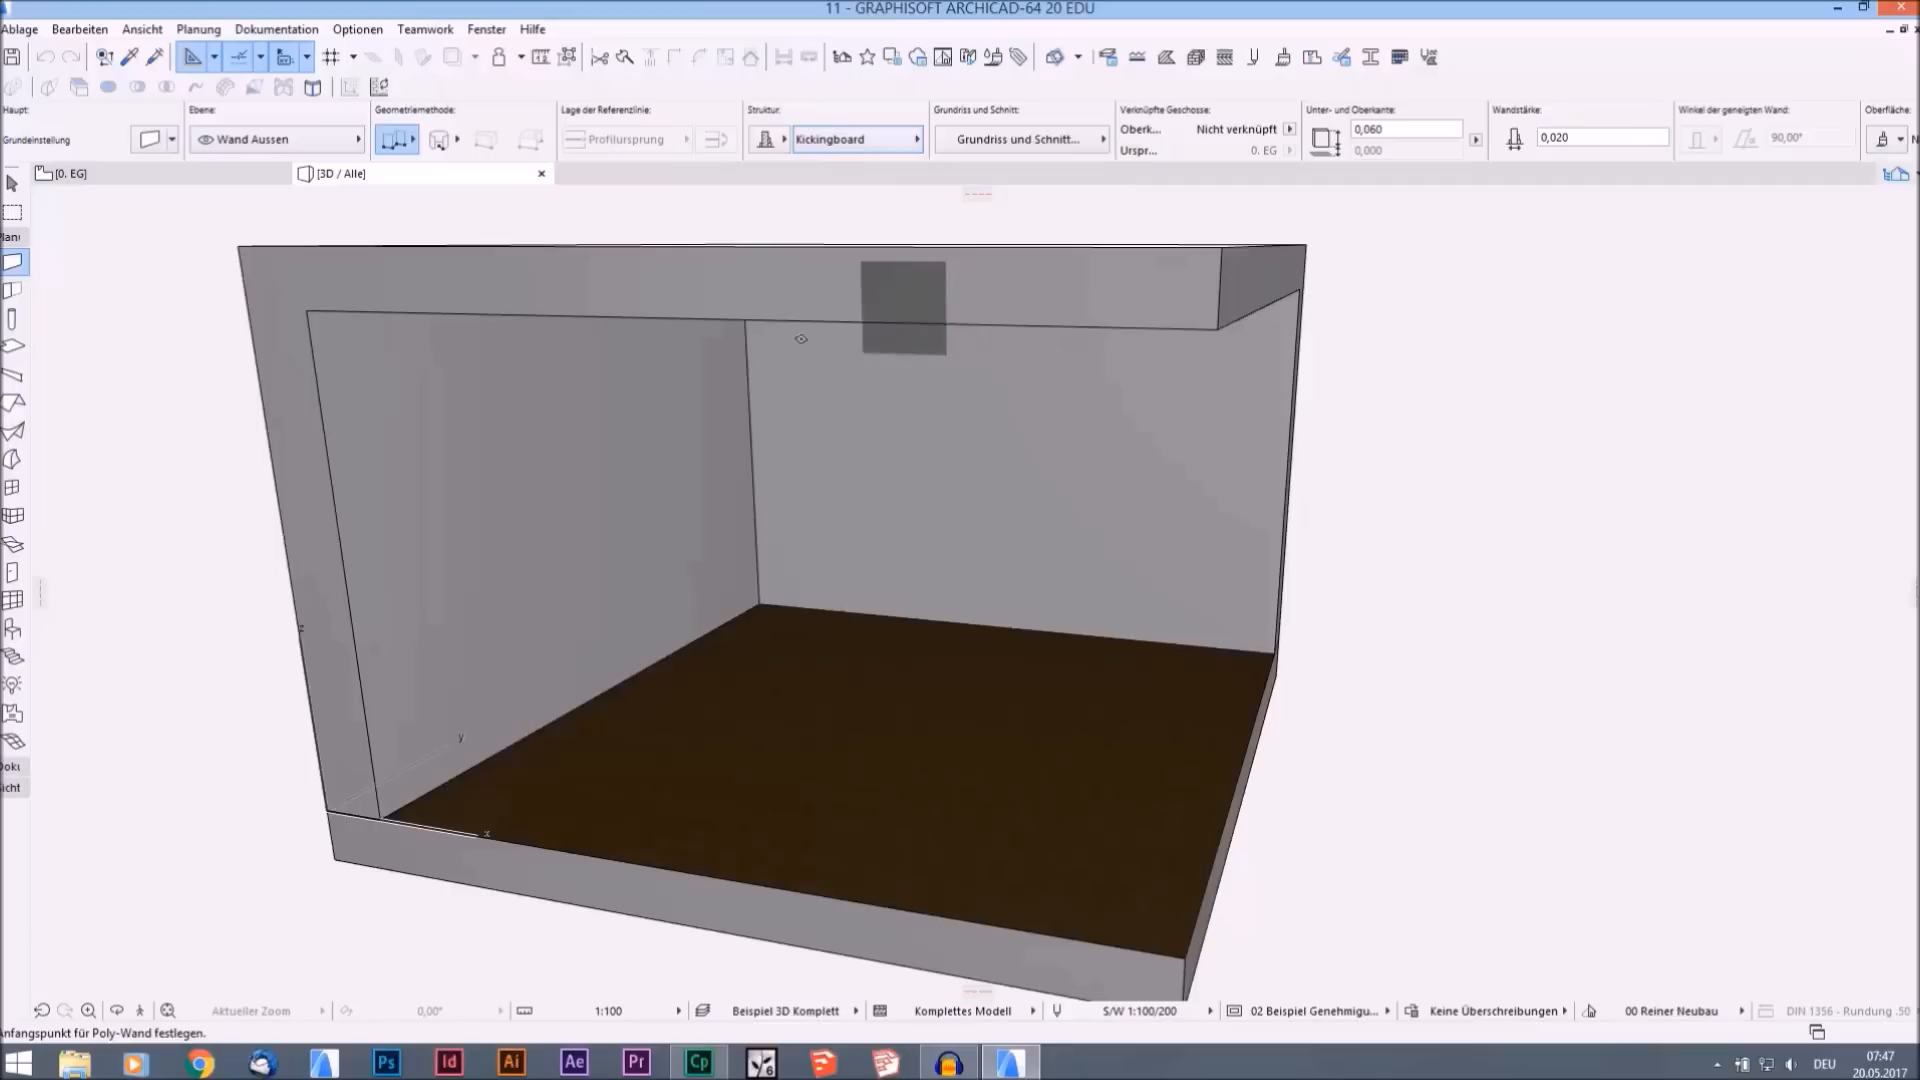 11 - GRAPHISOFT ARCHICAD-64 20 EDU
Ablage Bearbeiten Ansicht Planung Optionen Dokumentation Teamwork Fenster Hilfe
Haupt: Ebene: Geometriemethode: Lage der Referenzlinie: Struktur: Grundriss und Schnitt: Verknüpfte Geschosse: Unter- und Oberkante: Wandstärke: Winkel der geneigten Wand: Oberfläche:
Grundeinstellung Wand Aussen Profilursprung Kickingboard Grundriss und Schnitt... Oberk... Nicht verknüpft 0,060 0,020 90,00°
Urspr... 0. EG 0,000
[0. EG] [3D / Alle]
y
x
z
Aktueller Zoom 0,00° 1:100 Beispiel 3D Komplett Komplettes Modell S/W 1:100/200 02 Beispiel Genehmigu... Keine Überschreibungen 00 Reiner Neubau DIN 1356 - Rundung .50
Anfangspunkt für Poly-Wand festlegen.
Ps Id Ai Ae Pr Cp 6 DEU 07:47
20.05.2017